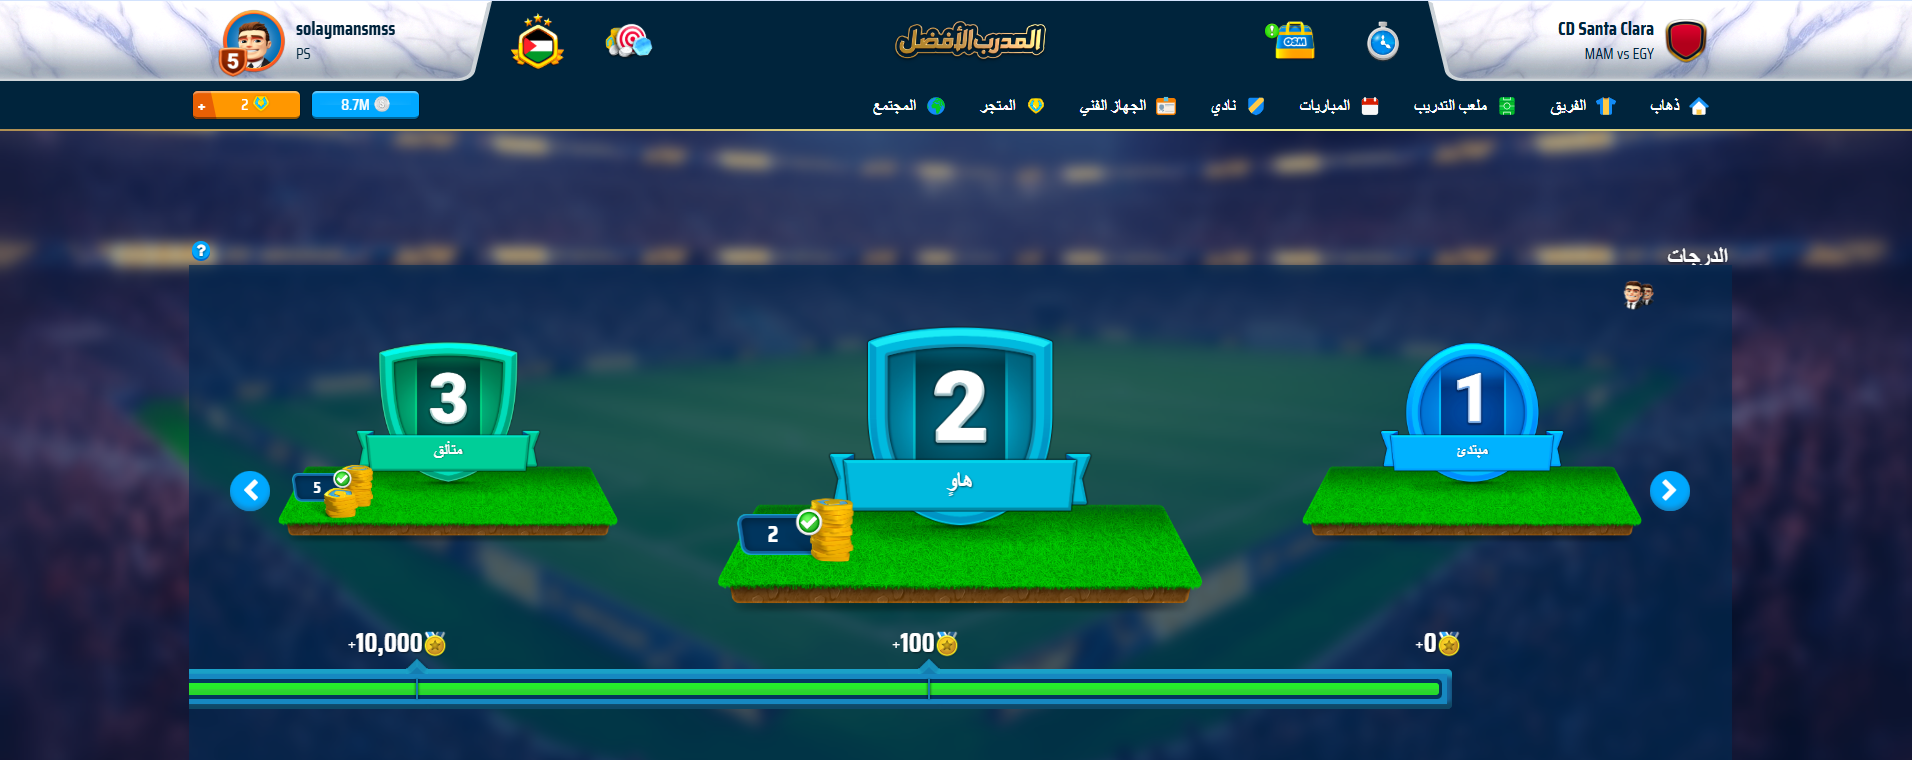 CD Santa Clara
MAM vs EGY
OSM
المدرب الأفضل
solaymansmss
PS
5
ذهاب
الفريق
ملعب التدريب
المباريات
نادي
الجهاز الفني
المتجر
المجتمع
8.7M
+ 2
الدرجات
?
1
مبتدئ
2
هاوٍ
2
3
متألق
5
+0
+100
+10,000